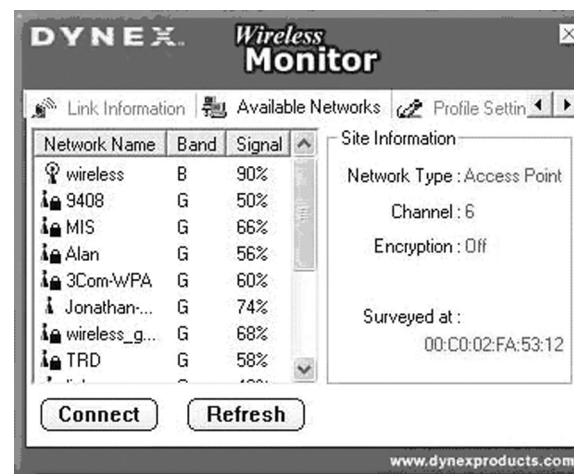 DYNEX™ Wireless Monitor
Link Information Available Networks Profile Settin
Network Name Band Signal
wireless B 90%
9408 G 50%
MIS G 66%
Alan G 56%
3Com-WPA G 60%
Jonathan-... G 74%
wireless_g... G 68%
TRD G 58%
Site Information
Network Type : Access Point
Channel : 6
Encryption : Off
Surveyed at :
00:C0:02:FA:53:12
Connect Refresh
www.dynexproducts.com